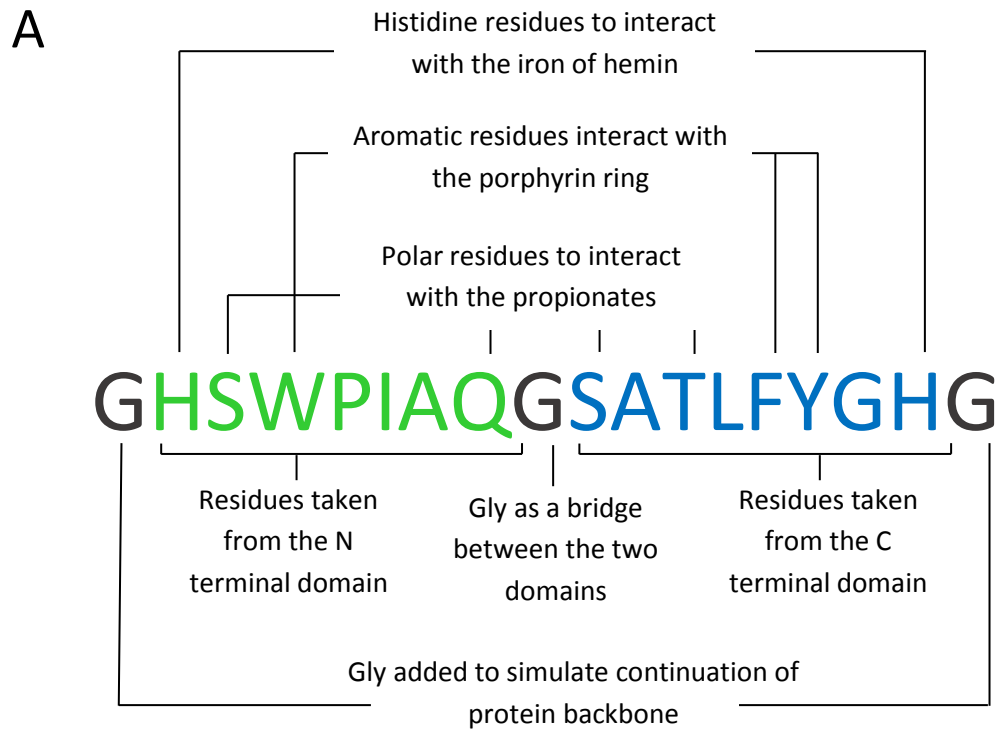 A
Histidine residues to interact
with the iron of hemin
Aromatic residues interact with
the porphyrin ring
Polar residues to interact
with the propionates
GHSWPIAQGSATLFYGHG
Residues taken
from the N
terminal domain
Gly as a bridge
between the two
domains
Residues taken
from the C
terminal domain
Gly added to simulate continuation of
protein backbone